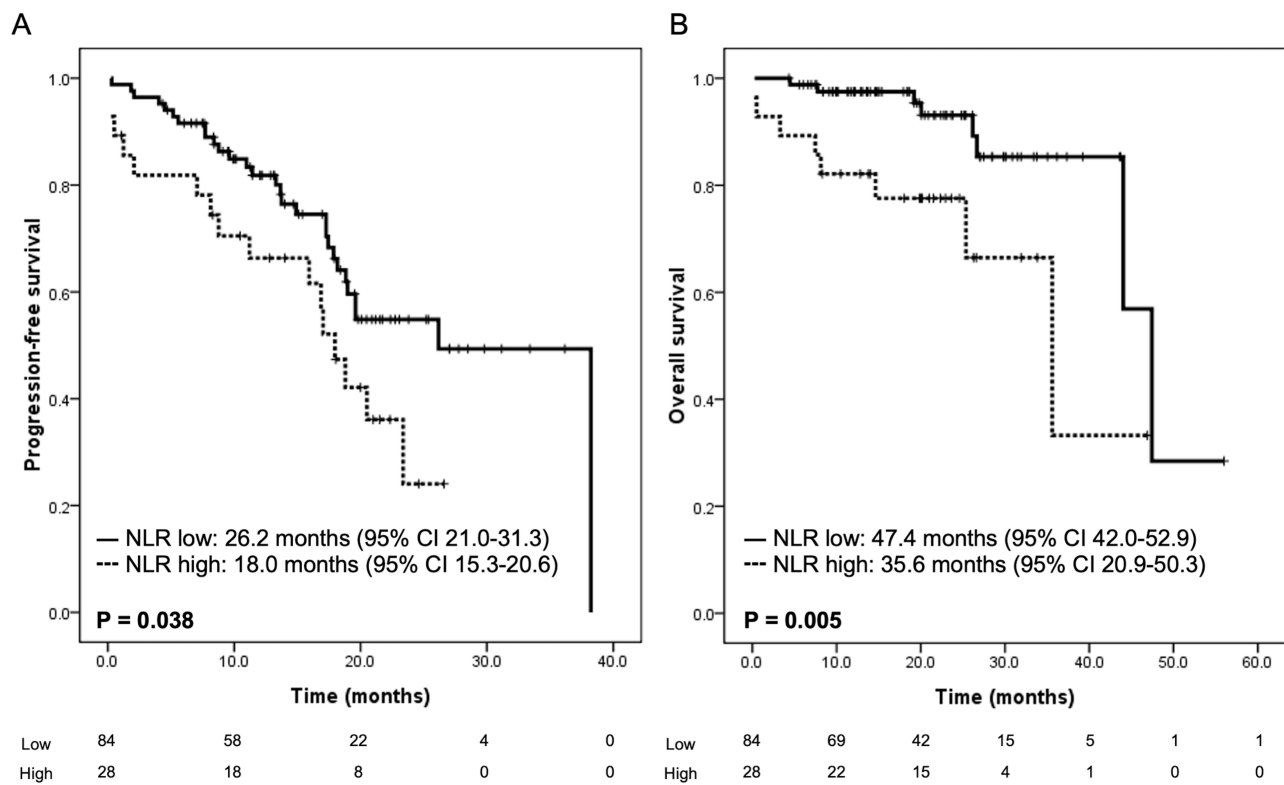 A
Progression-free survival
1.0
0.8
0.6
0.4
0.2
0.0
NLR low: 26.2 months (95% CI 21.0-31.3)
NLR high: 18.0 months (95% CI 15.3-20.6)
P = 0.038
0.0 10.0 20.0 30.0 40.0
Time (months)
Low 84 58 22 4 0
High 28 18 8 0 0
B
Overall survival
1.0
0.8
0.6
0.4
0.2
0.0
NLR low: 47.4 months (95% CI 42.0-52.9)
NLR high: 35.6 months (95% CI 20.9-50.3)
P = 0.005
0.0 10.0 20.0 30.0 40.0 50.0 60.0
Time (months)
Low 84 69 42 15 5 1 1
High 28 22 15 4 1 0 0